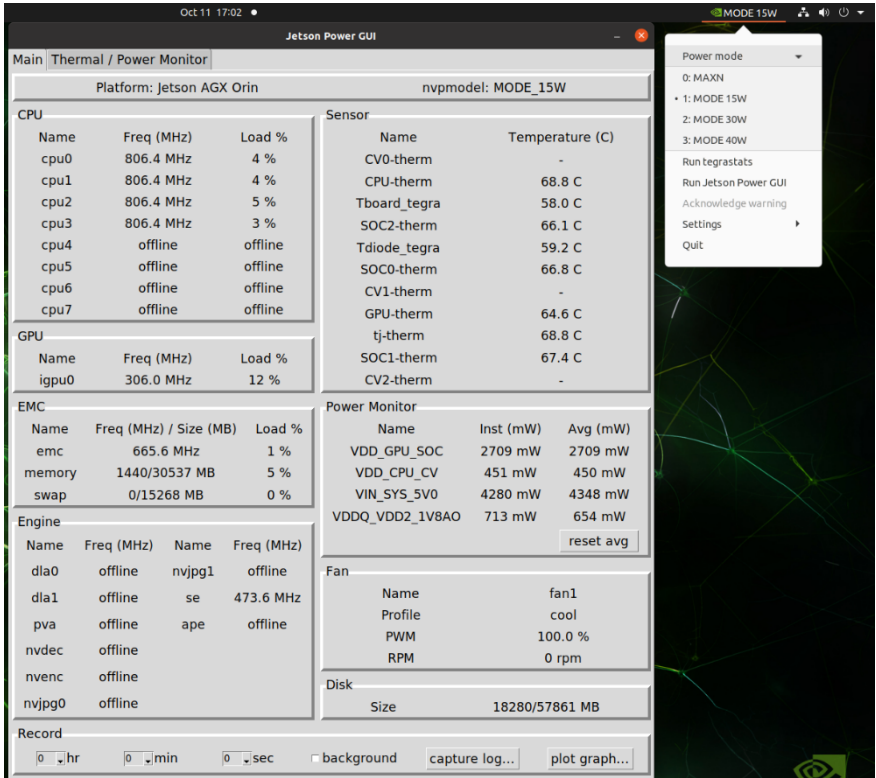 Oct 11 17:02
MODE 15W
Jetson Power GUI
Main Thermal / Power Monitor
Platform: Jetson AGX Orin nvpmodel: MODE_15W
CPU
Name Freq (MHz) Load %
cpu0 806.4 MHz 4 %
cpu1 806.4 MHz 4 %
cpu2 806.4 MHz 5 %
cpu3 806.4 MHz 3 %
cpu4 offline offline
cpu5 offline offline
cpu6 offline offline
cpu7 offline offline
GPU
Name Freq (MHz) Load %
igpu0 306.0 MHz 12 %
EMC
Name Freq (MHz) / Size (MB) Load %
emc 665.6 MHz 1 %
memory 1440/30537 MB 5 %
swap 0/15268 MB 0 %
Engine
Name Freq (MHz) Name Freq (MHz)
dla0 offline nvjpg1 offline
dla1 offline se 473.6 MHz
pva offline ape offline
nvdec offline
nvenc offline
nvjpg0 offline
Sensor
Name Temperature (C)
CV0-therm -
CPU-therm 68.8 C
Tboard_tegra 58.0 C
SOC2-therm 66.1 C
Tdiode_tegra 59.2 C
SOC0-therm 66.8 C
CV1-therm -
GPU-therm 64.6 C
tj-therm 68.8 C
SOC1-therm 67.4 C
CV2-therm -
Power Monitor
Name Inst (mW) Avg (mW)
VDD_GPU_SOC 2709 mW 2709 mW
VDD_CPU_CV 451 mW 450 mW
VIN_SYS_5V0 4280 mW 4348 mW
VDDQ_VDD2_1V8AO 713 mW 654 mW
reset avg
Fan
Name fan1
Profile cool
PWM 100.0 %
RPM 0 rpm
Disk
Size 18280/57861 MB
Record
0 hr 0 min 0 sec background capture log... plot graph...
Power mode
0: MAXN
1: MODE 15W
2: MODE 30W
3: MODE 40W
Run tegrastats
Run Jetson Power GUI
Acknowledge warning
Settings
Quit